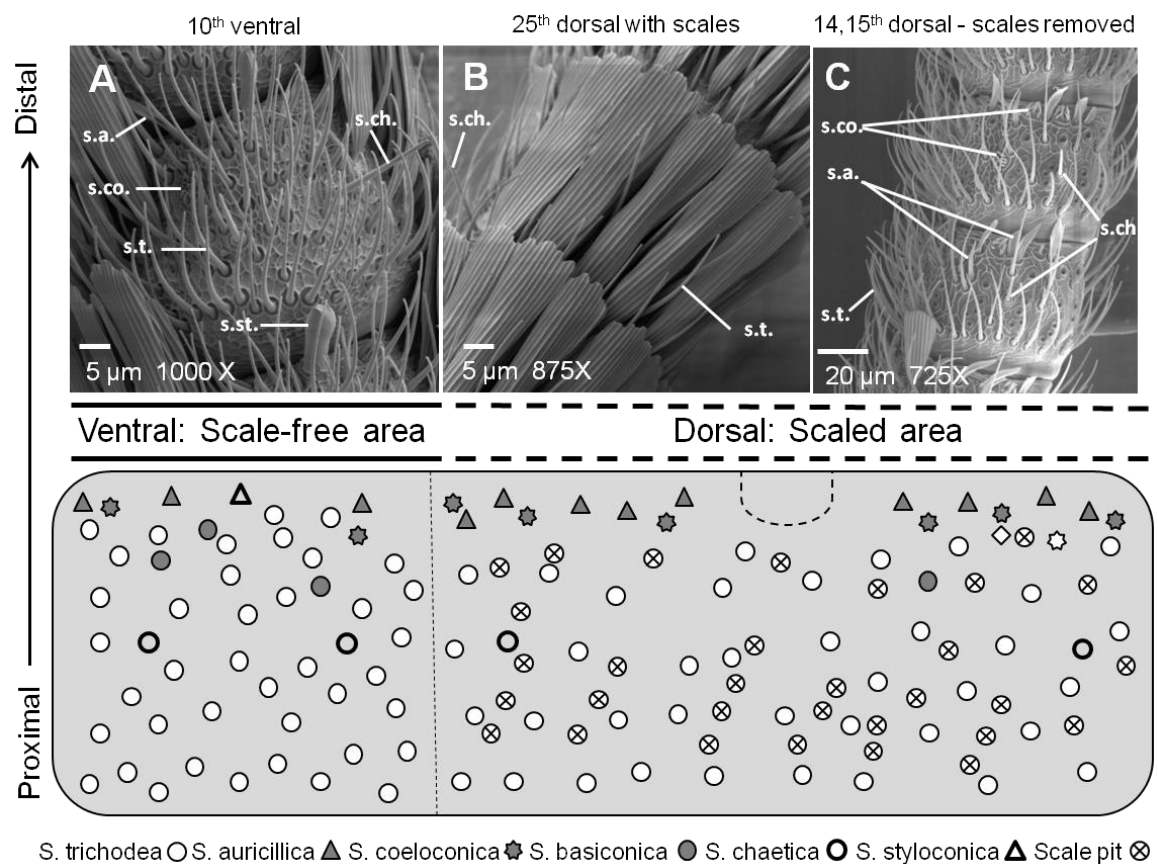 10th ventral
25th dorsal with scales
14,15th dorsal - scales removed
Distal
Proximal
A
s.a.
s.ch.
s.co.
s.t.
s.st.
5 µm 1000 X
B
s.ch.
s.t.
5 µm 875X
C
s.co.
s.a.
s.ch
s.t.
20 µm 725X
Ventral: Scale-free area
Dorsal: Scaled area
S. trichodea S. auricillica S. coeloconica S. basiconica S. chaetica S. styloconica Scale pit